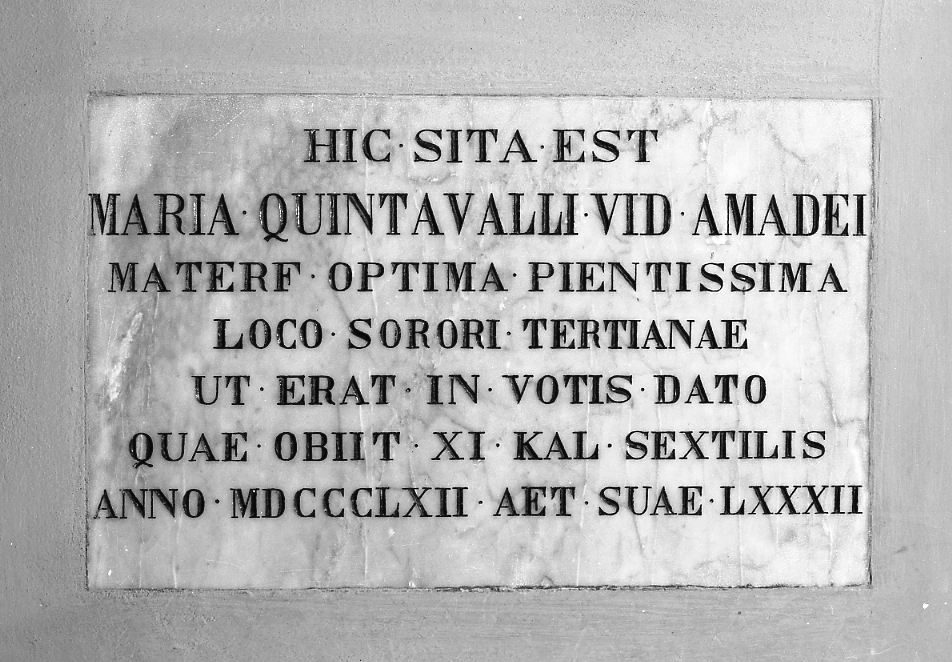 HIC · SITA · EST
MARIA · QUINTAVALLI · VID · AMADEI
MATERF · OPTIMA · PIENTISSIMA
LOCO · SORORI · TERTIANAE
UT · ERAT · IN · VOTIS · DATO
QUAE · OBIIT · XI · KAL · SEXTILIS
ANNO · MDCCCLXII · AET · SUAE · LXXXII